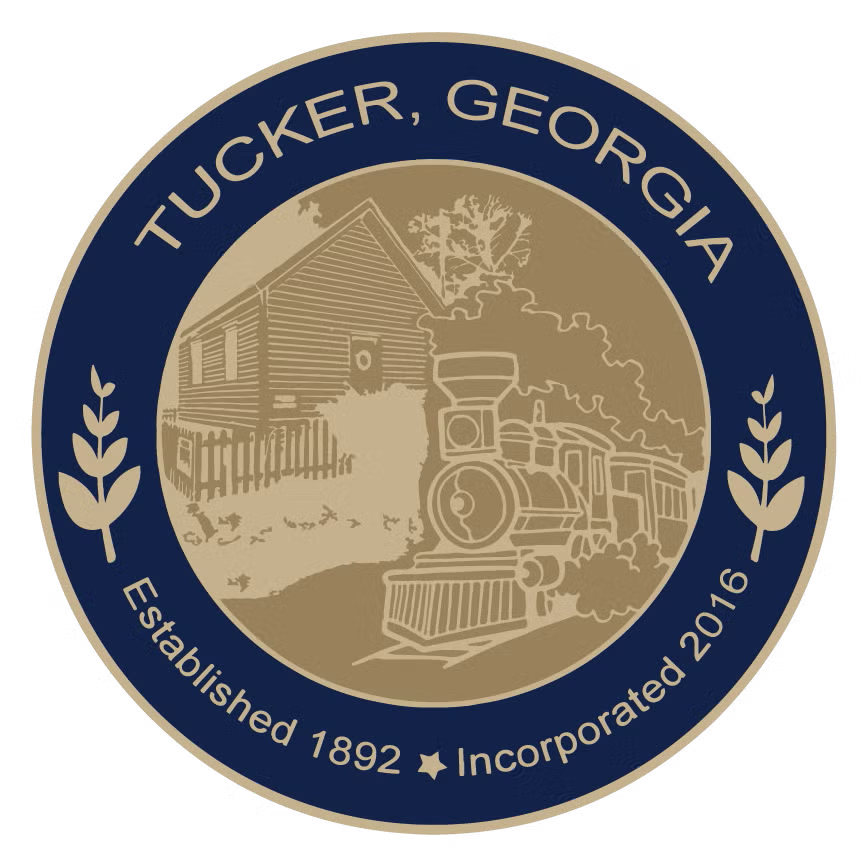 TUCKER, GEORGIA
Established 1892 ★ Incorporated 2016